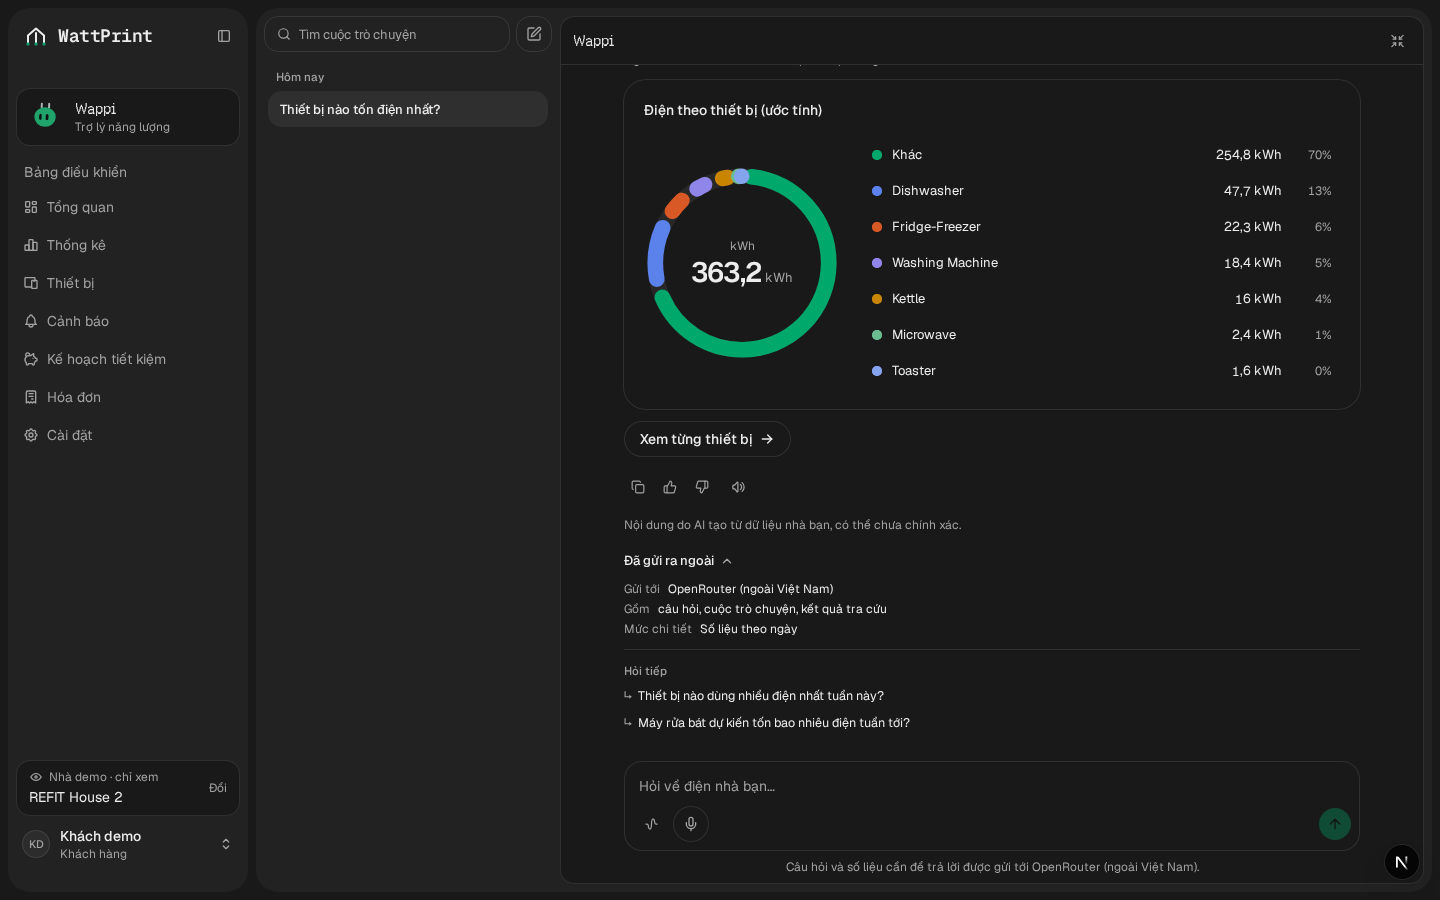 WattPrint
Wappi
Trợ lý năng lượng
Bảng điều khiển
Tổng quan
Thống kê
Thiết bị
Cảnh báo
Kế hoạch tiết kiệm
Hóa đơn
Cài đặt
Nhà demo · chỉ xem
REFIT House 2
Đổi
KD
Khách demo
Khách hàng
Tìm cuộc trò chuyện
Hôm nay
Thiết bị nào tốn điện nhất?
Wappi
Điện theo thiết bị (ước tính)
kWh
363,2 kWh
Khác 254,8 kWh 70%
Dishwasher 47,7 kWh 13%
Fridge-Freezer 22,3 kWh 6%
Washing Machine 18,4 kWh 5%
Kettle 16 kWh 4%
Microwave 2,4 kWh 1%
Toaster 1,6 kWh 0%
Xem từng thiết bị →
Nội dung do AI tạo từ dữ liệu nhà bạn, có thể chưa chính xác.
Đã gửi ra ngoài
Gửi tới OpenRouter (ngoài Việt Nam)
Gồm câu hỏi, cuộc trò chuyện, kết quả tra cứu
Mức chi tiết Số liệu theo ngày
Hỏi tiếp
Thiết bị nào dùng nhiều điện nhất tuần này?
Máy rửa bát dự kiến tốn bao nhiêu điện tuần tới?
Hỏi về điện nhà bạn...
Câu hỏi và số liệu cần để trả lời được gửi tới OpenRouter (ngoài Việt Nam).
N